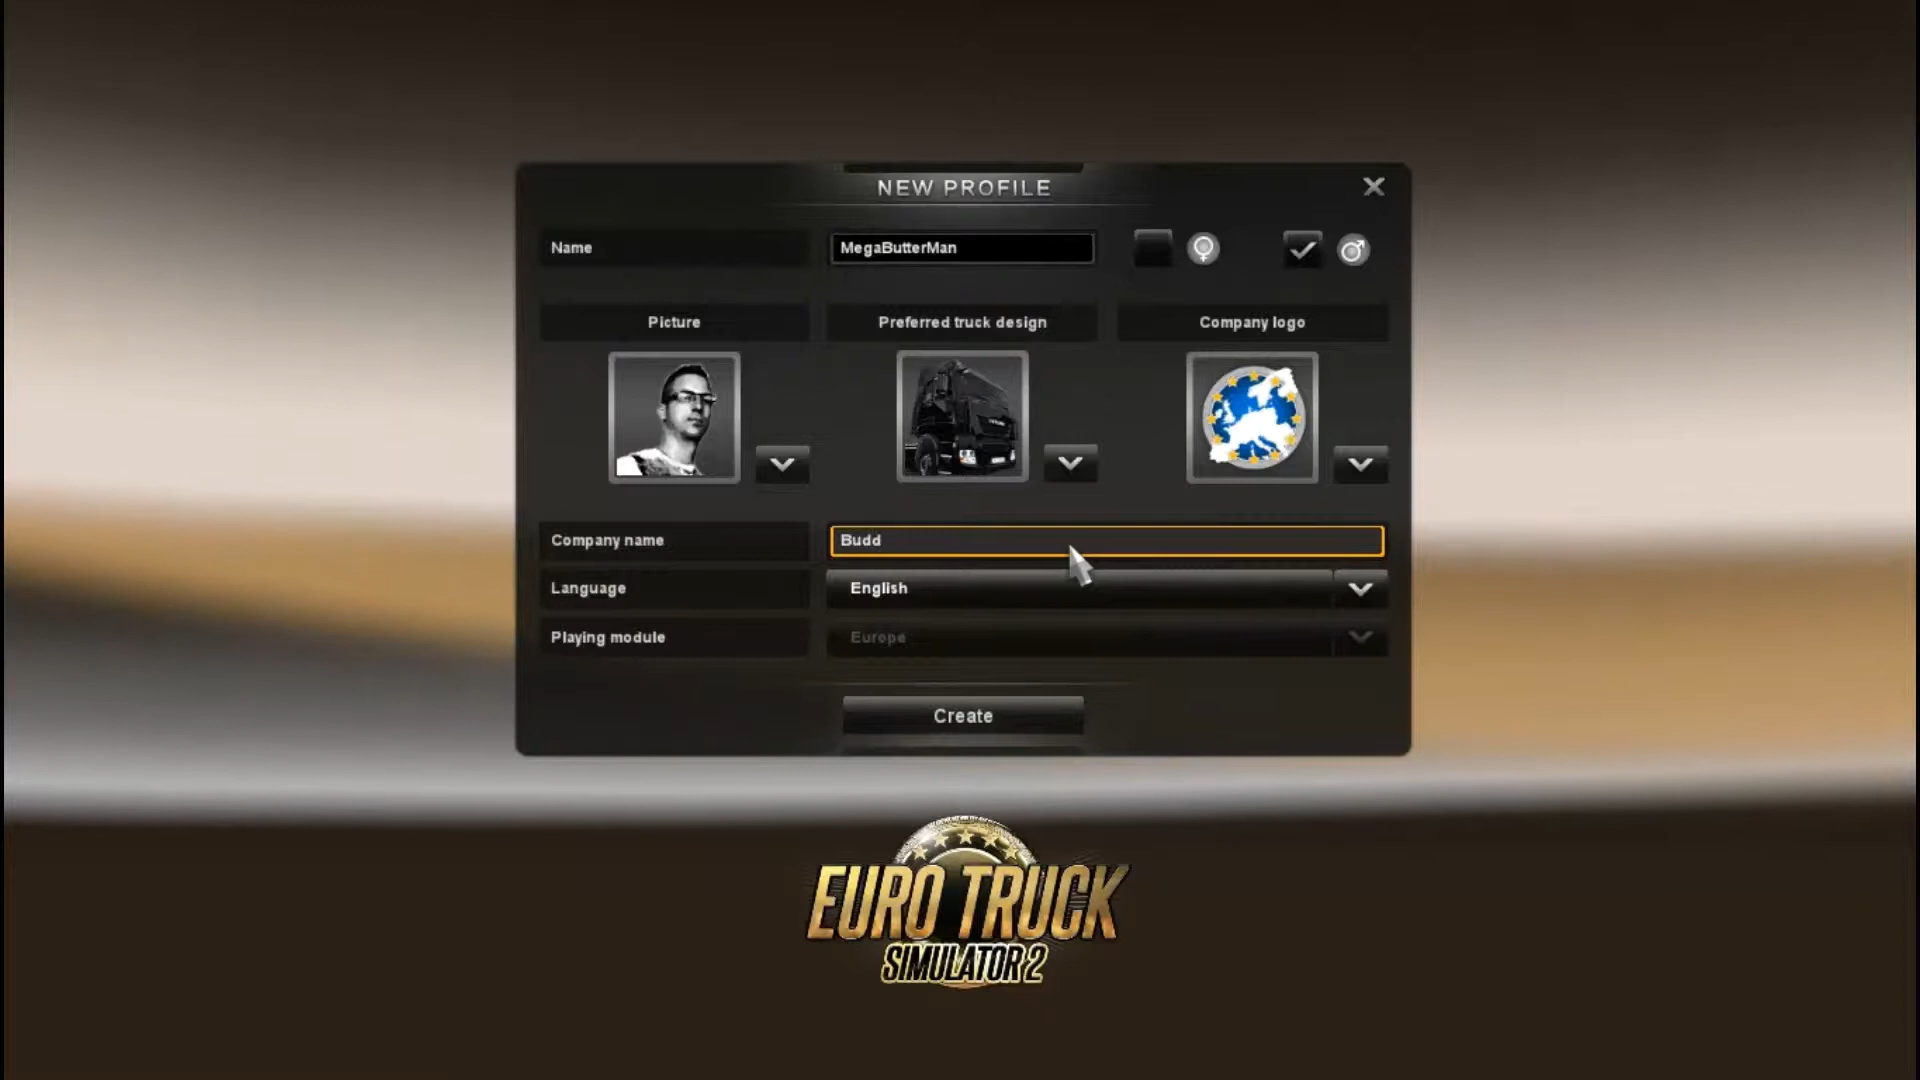 NEW PROFILE
Name
MegaButterMan
Picture
Preferred truck design
Company logo
Company name
Budd
Language
English
Playing module
Europe
Create
EURO TRUCK
SIMULATOR 2